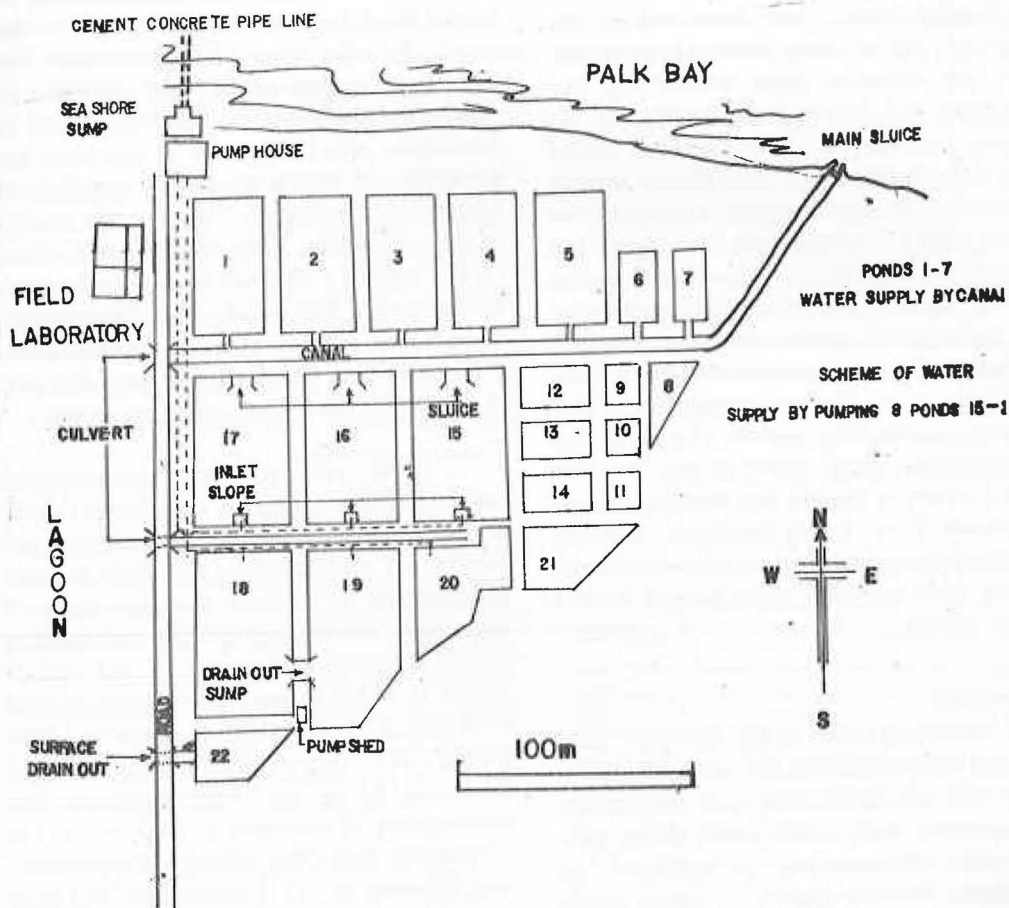 CEMENT CONCRETE PIPE LINE
PALK BAY
SEA SHORE
SUMP
MAIN SLUICE
PUMP HOUSE
1
2
3
4
5
6
7
PONDS 1-7
WATER SUPPLY BY CANAL
FIELD
LABORATORY
CANAL
SCHEME OF WATER
SUPPLY BY PUMPING 8 PONDS 15-1
12
9
8
SLUICE
CULVERT
17
16
15
13
10
INLET
SLOPE
14
11
LAGOON
N
W
E
S
18
19
20
21
DRAIN OUT
SUMP
ROAD
PUMP SHED
SURFACE
DRAIN OUT
22
100m